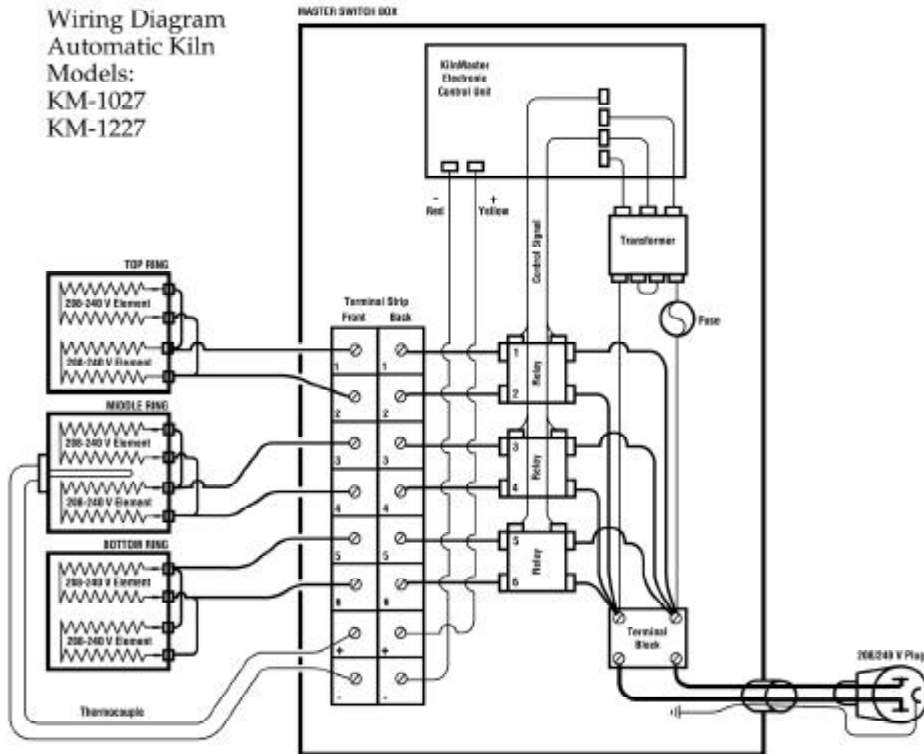 Wiring Diagram
Automatic Kiln
Models:
KM-1027
KM-1227
MASTER SWITCH BOX
KilnMaster
Electronic
Control Unit
-
Red
+
Yellow
Control Signal
Transformer
Fuse
TOP RING
208-240 V Element
208-240 V Element
MIDDLE RING
208-240 V Element
208-240 V Element
BOTTOM RING
208-240 V Element
208-240 V Element
Thermocouple
Terminal Strip
Front Back
1 1
2 2
3 3
4 4
5 5
6 6
+ +
- -
1
Relay
2
3
Relay
4
5
Relay
6
Terminal
Block
208/240 V Plug